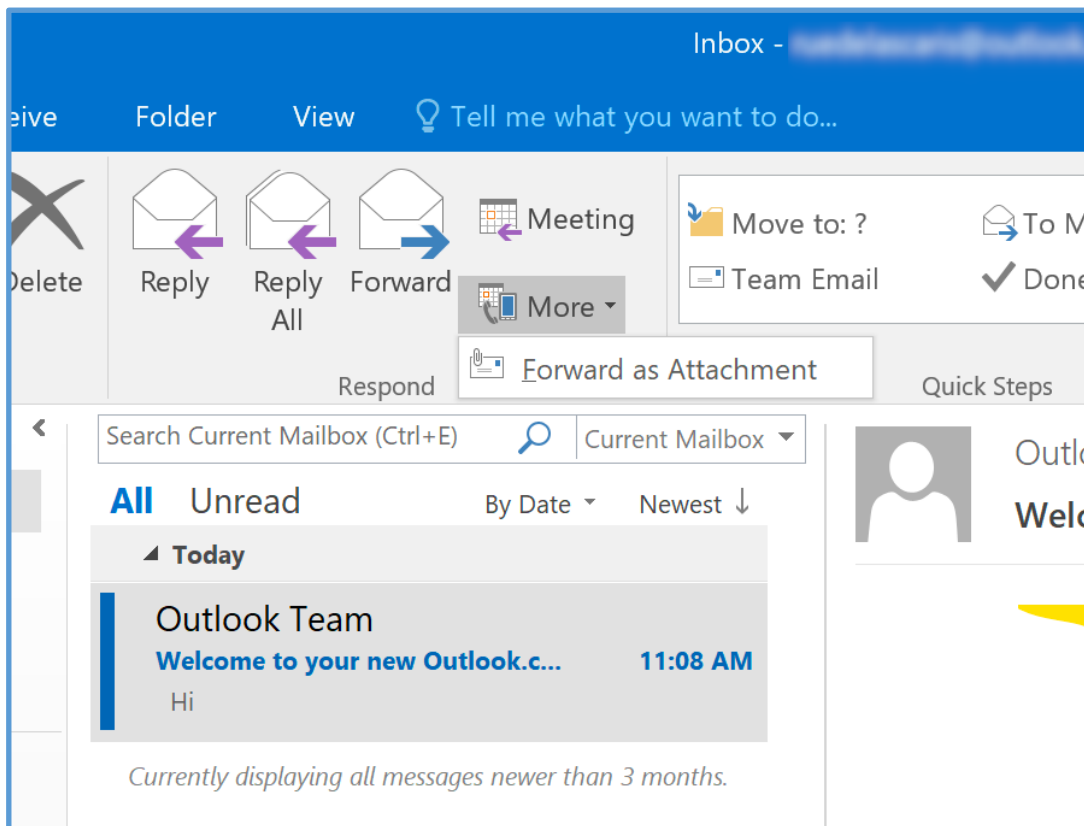 Inbox -
eive Folder View Tell me what you want to do...
Meeting Move to: ? To M
Delete Reply Reply All Forward More Team Email Done
Forward as Attachment
Respond Quick Steps
Search Current Mailbox (Ctrl+E) Current Mailbox
All Unread By Date Newest ↓
Today
Outlook Team
Welcome to your new Outlook.c... 11:08 AM
Hi
Currently displaying all messages newer than 3 months.
Outlo
Welc